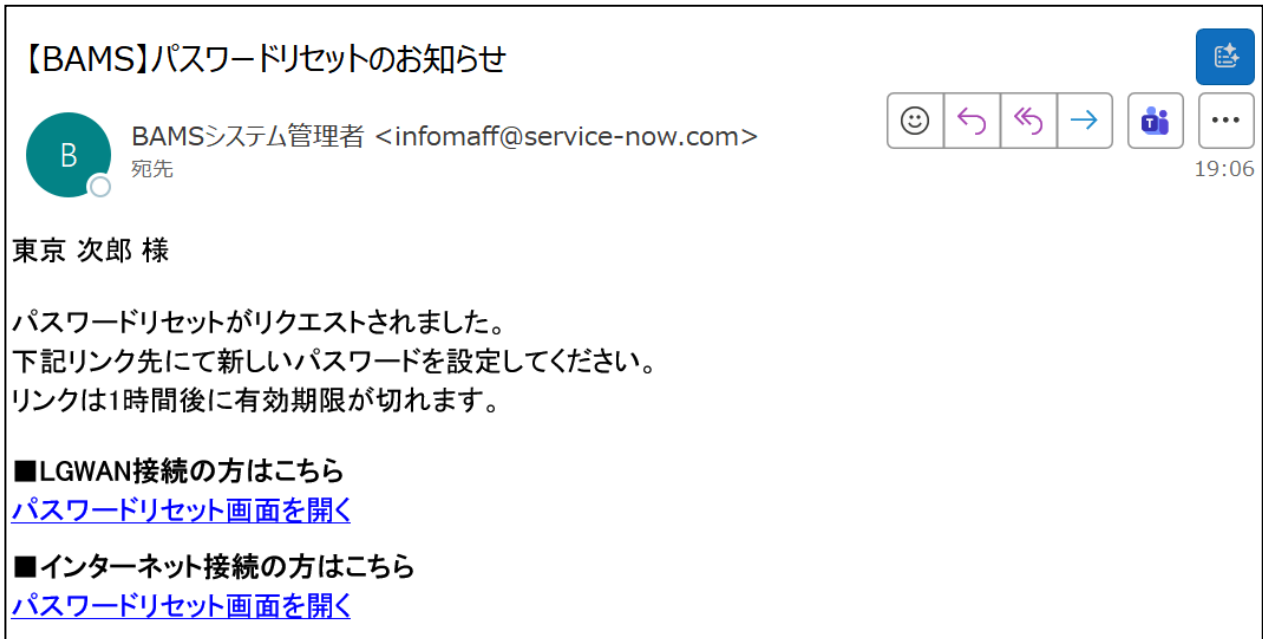 【BAMS】パスワードリセットのお知らせ
B
BAMSシステム管理者 <infomaff@service-now.com>
宛先
19:06
東京 次郎 様
パスワードリセットがリクエストされました。
下記リンク先にて新しいパスワードを設定してください。
リンクは1時間後に有効期限が切れます。
■LGWAN接続の方はこちら
パスワードリセット画面を開く
■インターネット接続の方はこちら
パスワードリセット画面を開く